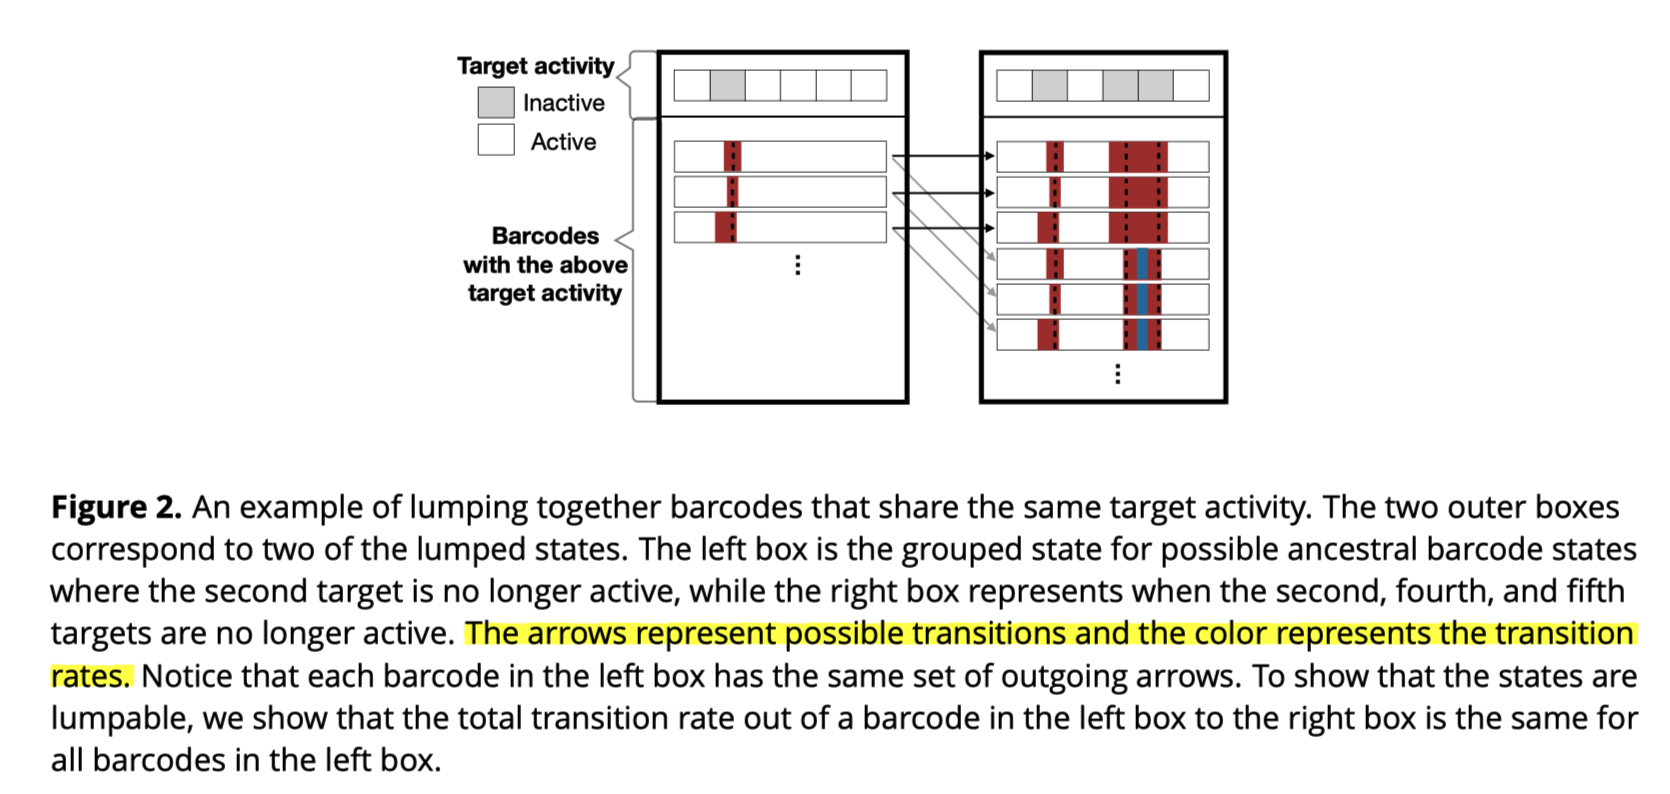 Target activity
Inactive
Active
Barcodes
with the above
target activity
Figure 2. An example of lumping together barcodes that share the same target activity. The two outer boxes
correspond to two of the lumped states. The left box is the grouped state for possible ancestral barcode states
where the second target is no longer active, while the right box represents when the second, fourth, and fifth
targets are no longer active. The arrows represent possible transitions and the color represents the transition
rates. Notice that each barcode in the left box has the same set of outgoing arrows. To show that the states are
lumpable, we show that the total transition rate out of a barcode in the left box to the right box is the same for
all barcodes in the left box.